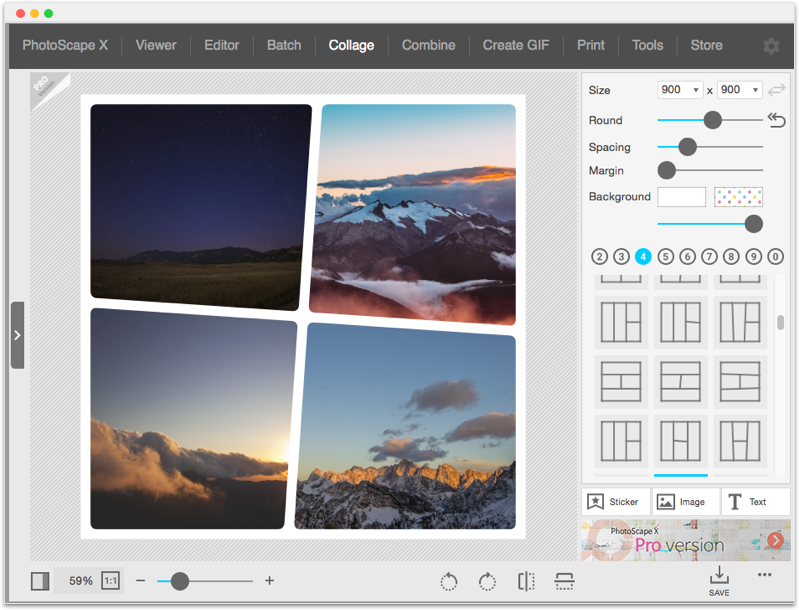 PhotoScape X Viewer Editor Batch Collage Combine Create GIF Print Tools Store
PRO
Version
Size 900 x 900
Round
Spacing
Margin
Background
2 3 4 5 6 7 8 9 0
Sticker Image Text
PhotoScape X
Pro version
59% 1:1
SAVE